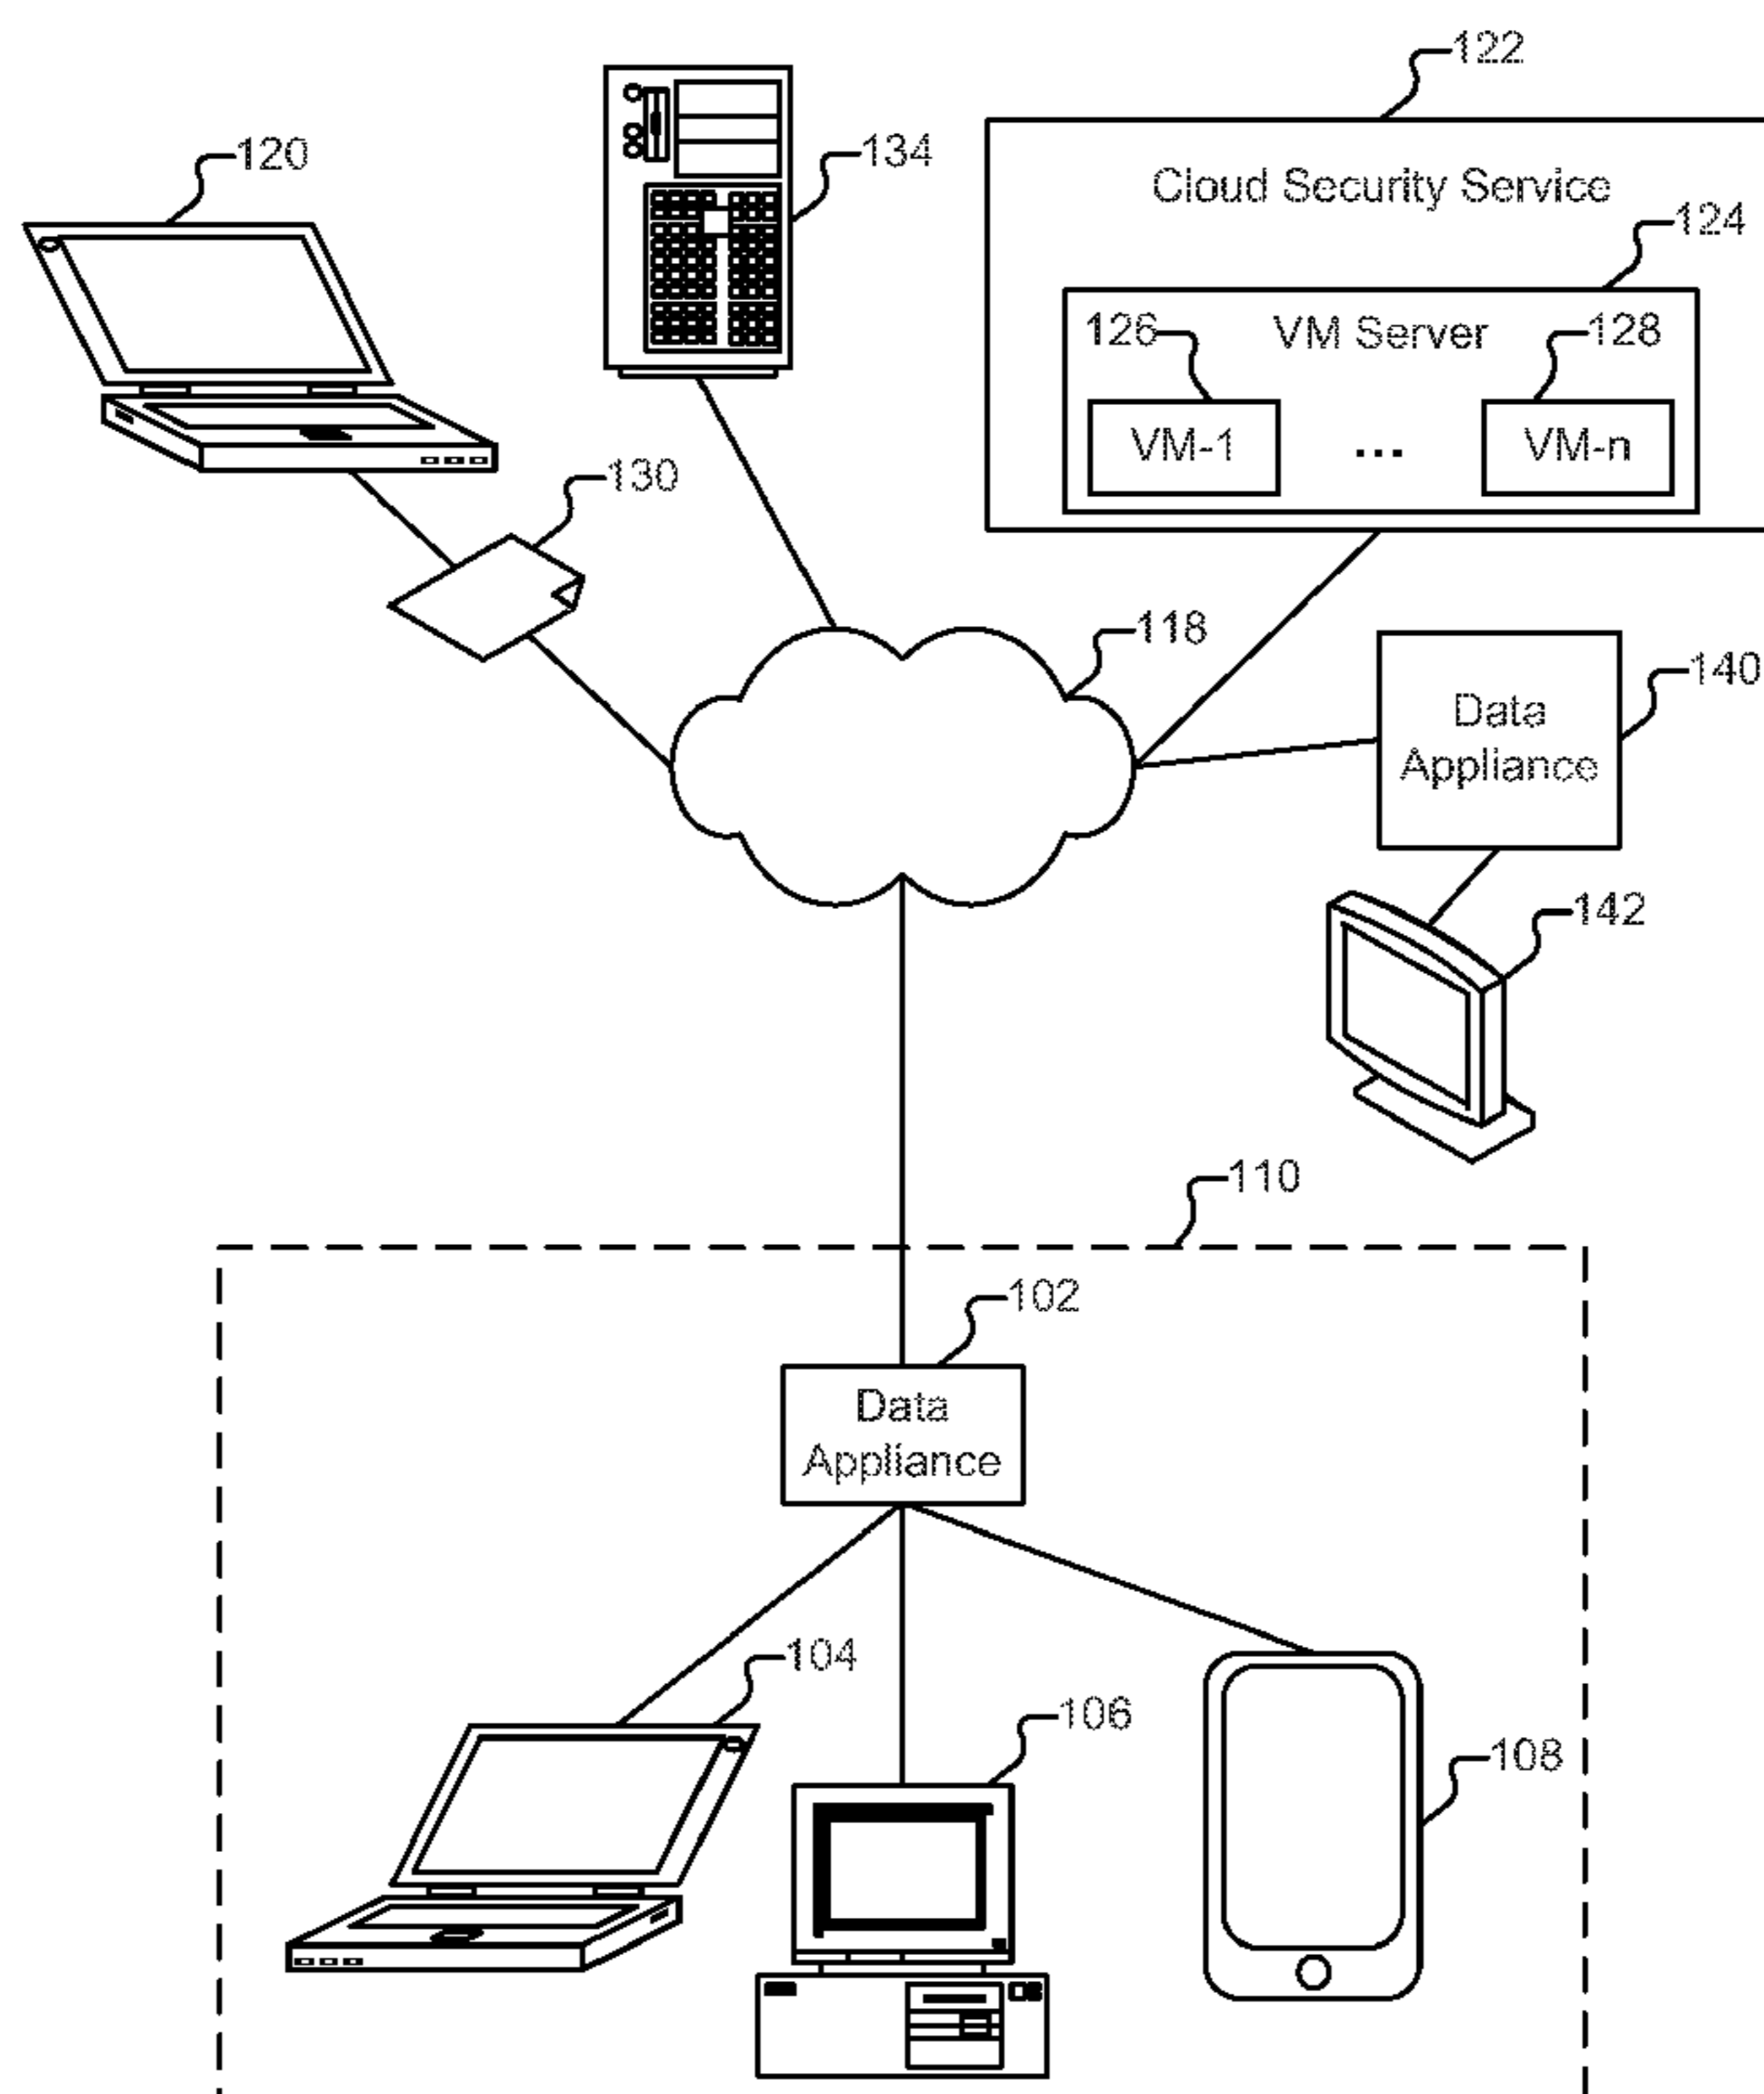 122
120
134
Cloud Security Service
124
126
VM Server
128
VM-1
...
VM-n
130
118
140
Data
Appliance
142
110
102
Data
Appliance
104
106
108